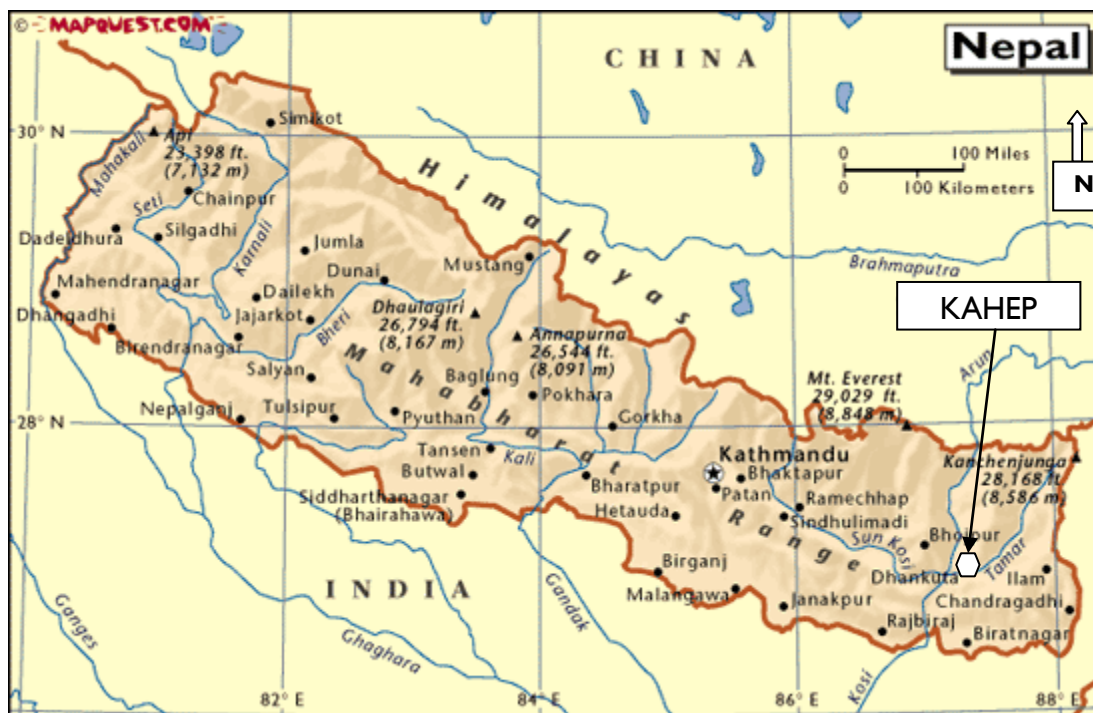 © MAPQUEST.COM
CHINA
Nepal
30° N
Simikot
Api
23,398 ft.
(7,132 m)
Mahakali
Himalayas
0 100 Miles
0 100 Kilometers
N
Seti
Chainpur
Dadeldhura
Silgadhi
Karnali
Jumla
Mustang
Brahmaputra
Dunai
Mahendranagar
Dailekh
Dhaulagiri
26,794 ft.
(8,167 m)
KAHEP
Dhangadhi
Jajarkot
Bheri
Annapurna
26,544 ft.
(8,091 m)
Birendranagar
Mahabharat Range
Arun
Salyan
Baglung
Pokhara
Mt. Everest
29,029 ft.
(8,848 m)
Nepalganj
Tulsipur
Pyuthan
Gorkha
28° N
Tansen
Kali
Kathmandu
Bhaktapur
Kanchenjunga
28,168 ft
(8,586 m)
Butwal
Bharatpur
Patan
Ramechhap
Siddharthanagar
(Bhairahawa)
Hetauda
Sindhulimadi
Sun Kosi
Bhojpur
Tamar
Birganj
Dhankuta
Ilam
INDIA
Malangawa
Janakpur
Chandragadhi
Ganges
Gandak
Rajbiraj
Biratnagar
Ghaghara
Kosi
82° E
84° E
86° E
88° E